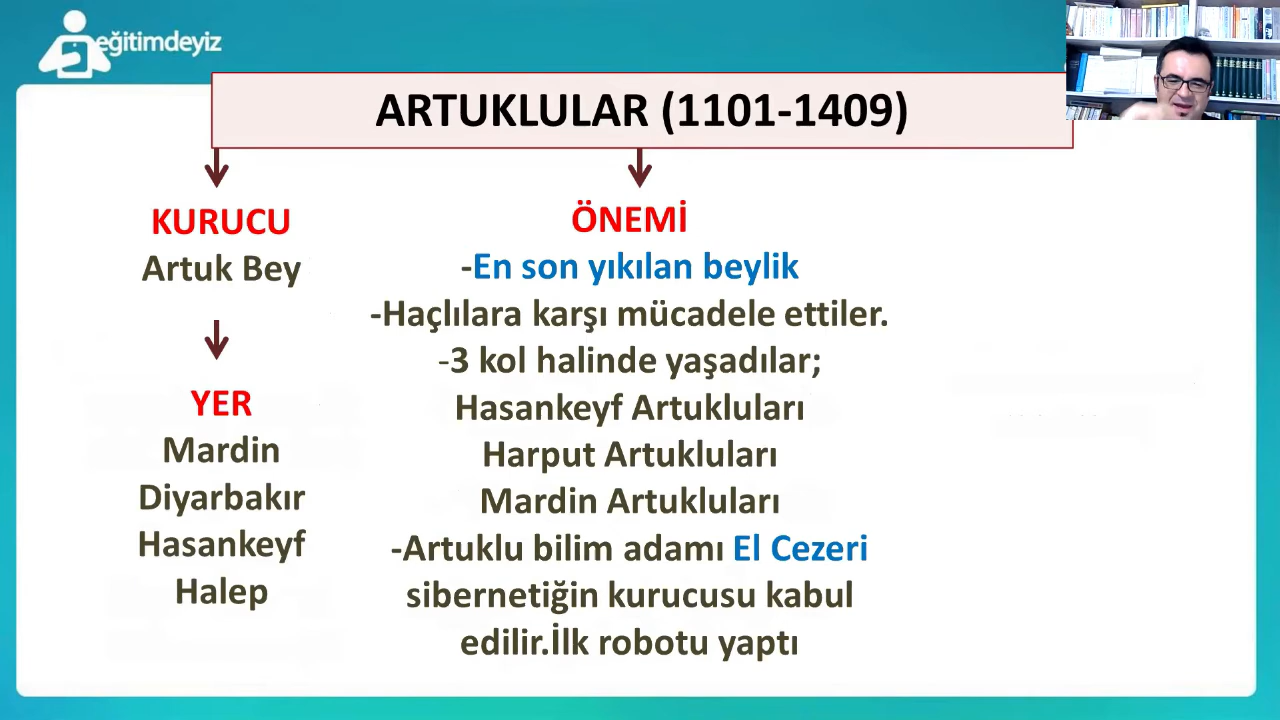 eğitimdeyiz
ARTUKLULAR (1101-1409)
KURUCU
Artuk Bey
YER
Mardin
Diyarbakır
Hasankeyf
Halep
ÖNEMİ
-En son yıkılan beylik
-Haçlılara karşı mücadele ettiler.
-3 kol halinde yaşadılar;
Hasankeyf Artukluları
Harput Artukluları
Mardin Artukluları
-Artuklu bilim adamı El Cezeri
sibernetiğin kurucusu kabul
edilir.İlk robotu yaptı